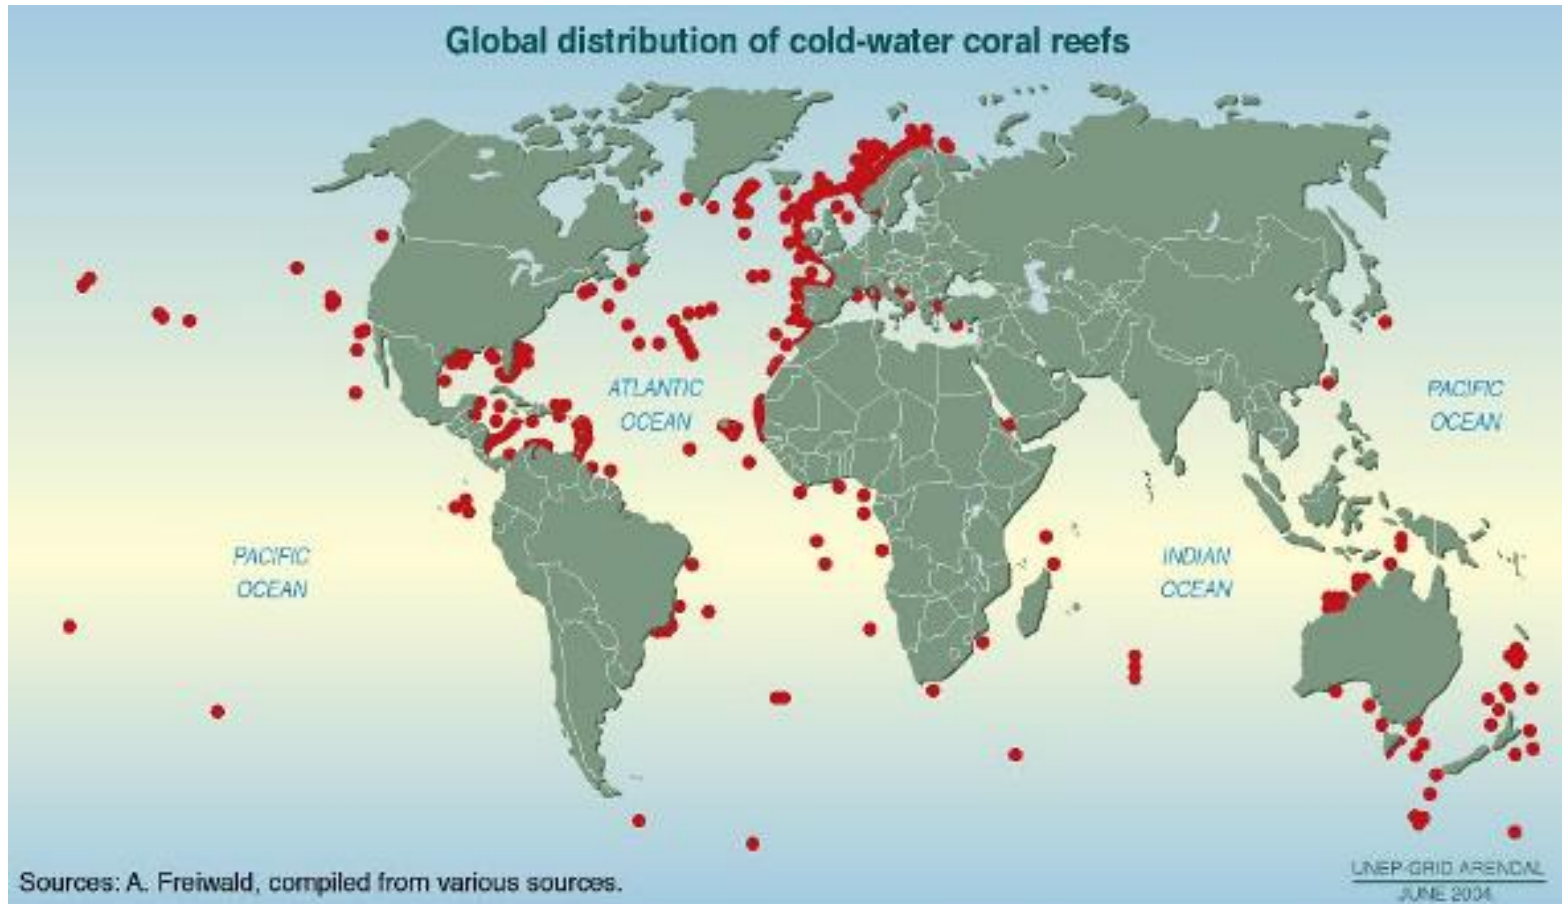 Global distribution of cold-water coral reefs
ATLANTIC
OCEAN
PACIFIC
OCEAN
PACIFIC
OCEAN
INDIAN
OCEAN
Sources: A. Freiwald, compiled from various sources.
UNEP-GRID ARENDAL
JUNE 2004